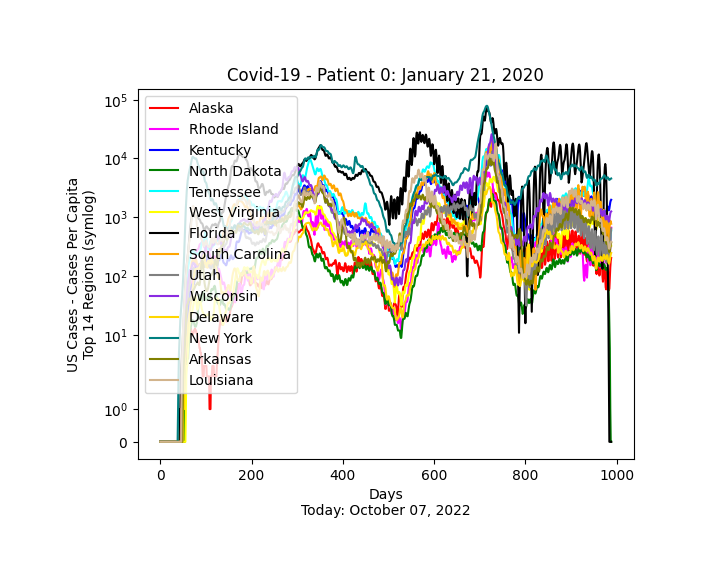 Covid-19 - Patient 0: January 21, 2020
US Cases - Cases Per Capita
Top 14 Regions (symlog)
10^5
10^4
10^3
10^2
10^1
10^0
0
Alaska
Rhode Island
Kentucky
North Dakota
Tennessee
West Virginia
Florida
South Carolina
Utah
Wisconsin
Delaware
New York
Arkansas
Louisiana
0 200 400 600 800 1000
Days
Today: October 07, 2022